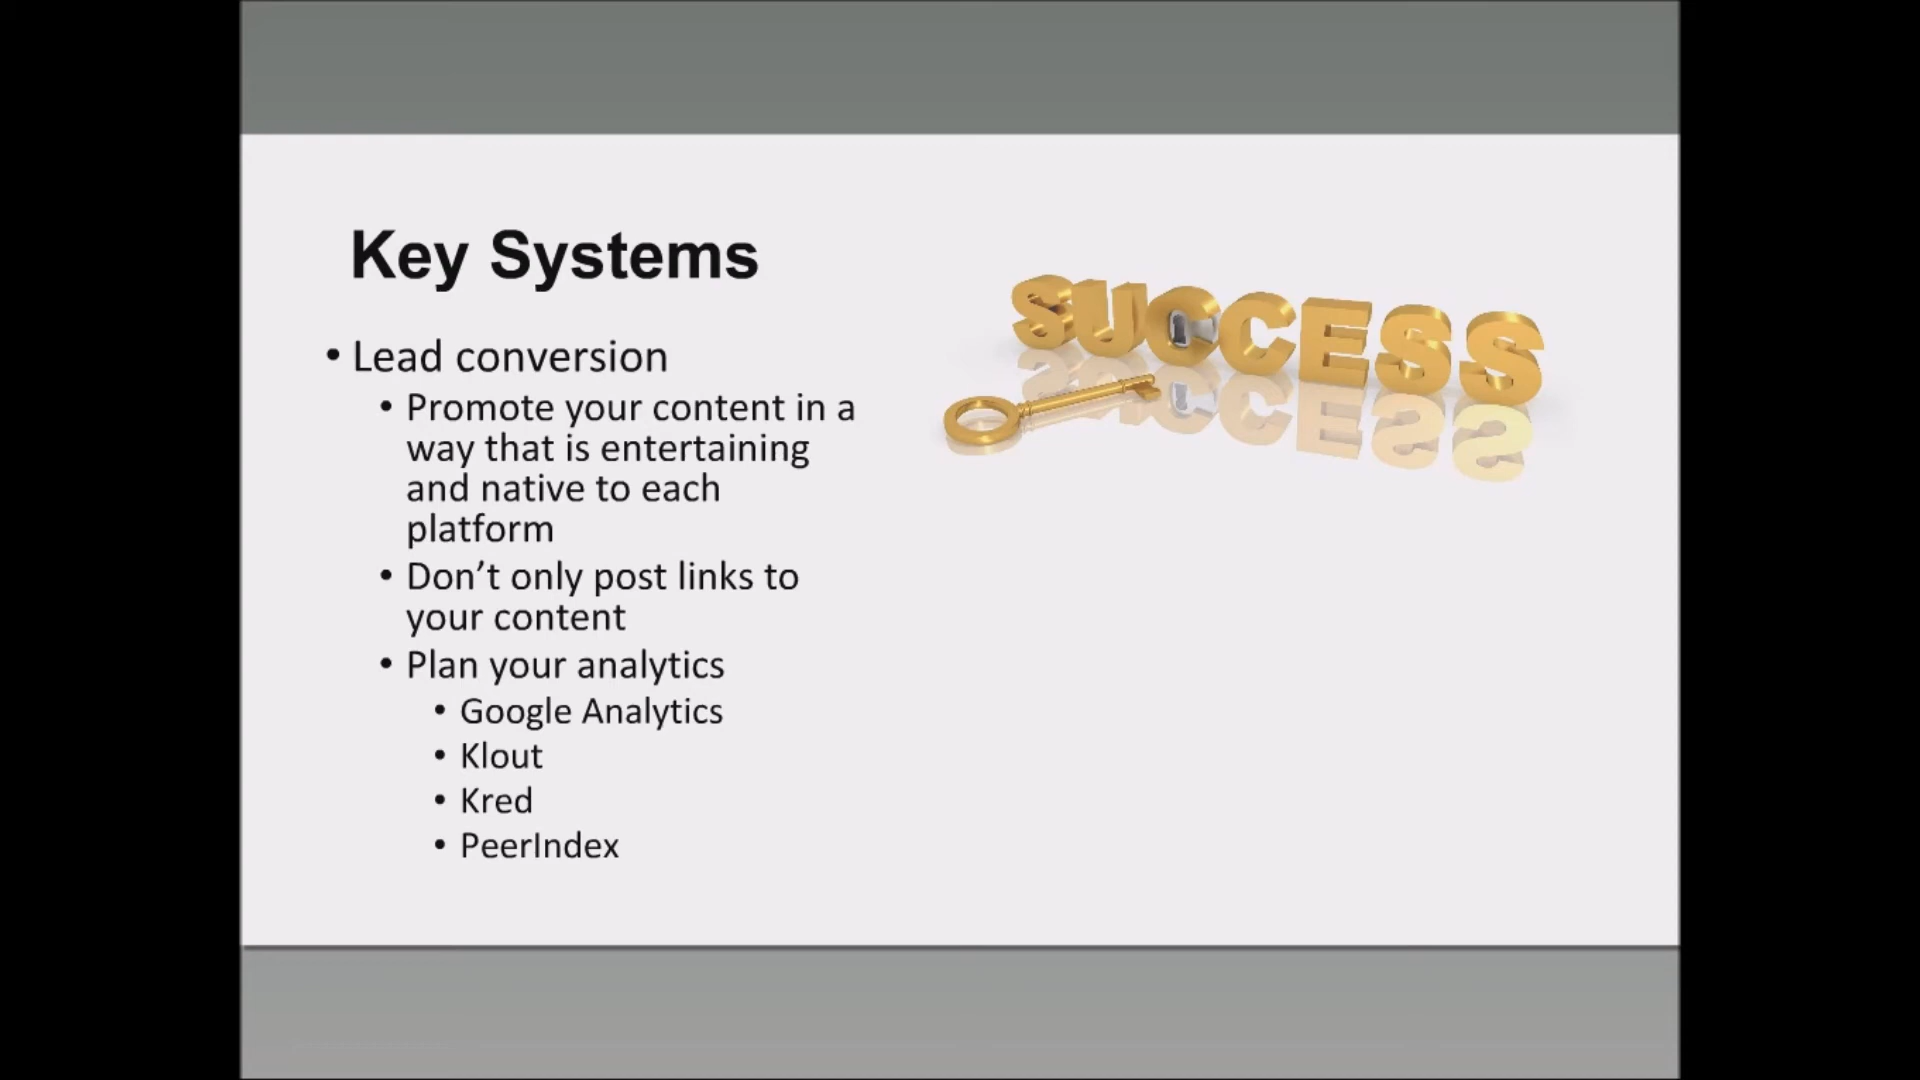 Key Systems
SUCCESS
• Lead conversion
• Promote your content in a
way that is entertaining
and native to each
platform
• Don’t only post links to
your content
• Plan your analytics
• Google Analytics
• Klout
• Kred
• PeerIndex